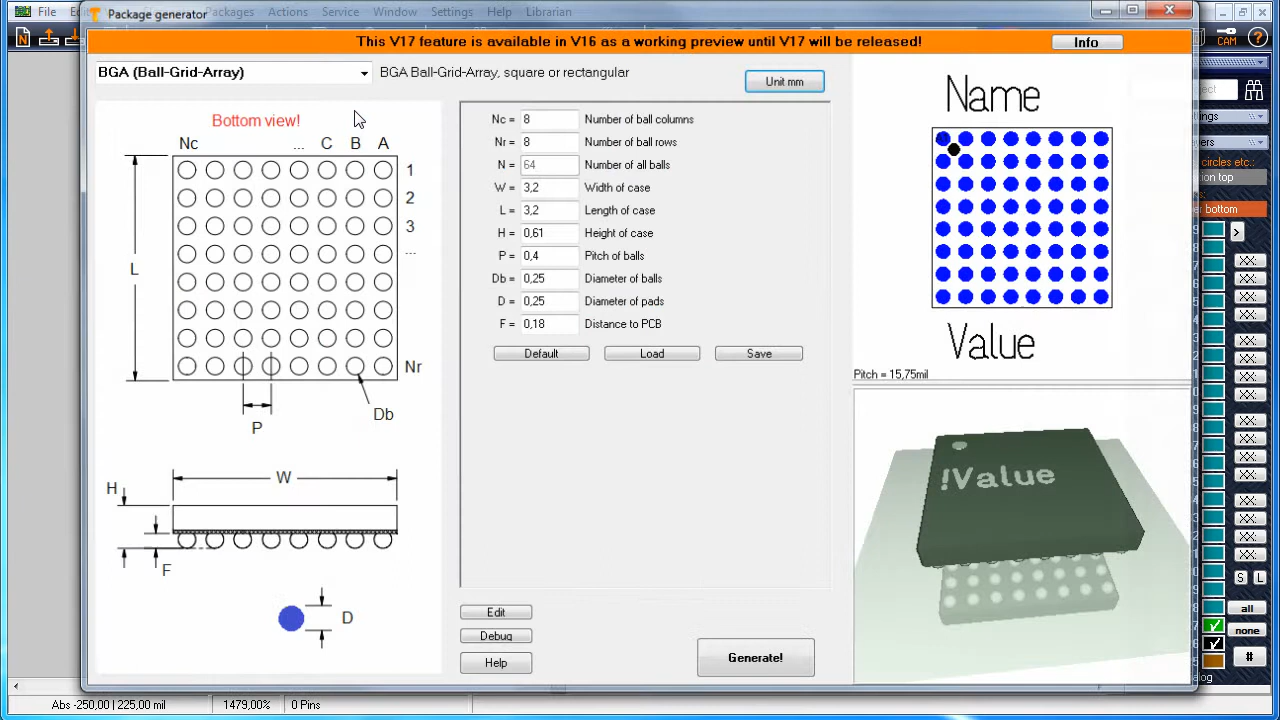 File
Packages
Actions
Service
Window
Settings
Help
Librarian
Package generator
This V17 feature is available in V16 as a working preview until V17 will be released!
Info
BGA (Ball-Grid-Array)
BGA Ball-Grid-Array, square or rectangular
Unit mm
Bottom view!
Nc ... C B A
1
2
3
...
Nr
L
P
Db
W
H
F
D
Nc = 8 Number of ball columns
Nr = 8 Number of ball rows
N = 64 Number of all balls
W = 3,2 Width of case
L = 3,2 Length of case
H = 0,61 Height of case
P = 0,4 Pitch of balls
Db = 0,25 Diameter of balls
D = 0,25 Diameter of pads
F = 0,18 Distance to PCB
Default
Load
Save
Edit
Debug
Help
Generate!
Name
Value
Pitch = 15,75mil
!Value
CAM
circles etc.:
XX:
S L
all
none
#
Abs -250,00 | 225,00 mil
1479,00%
0 Pins